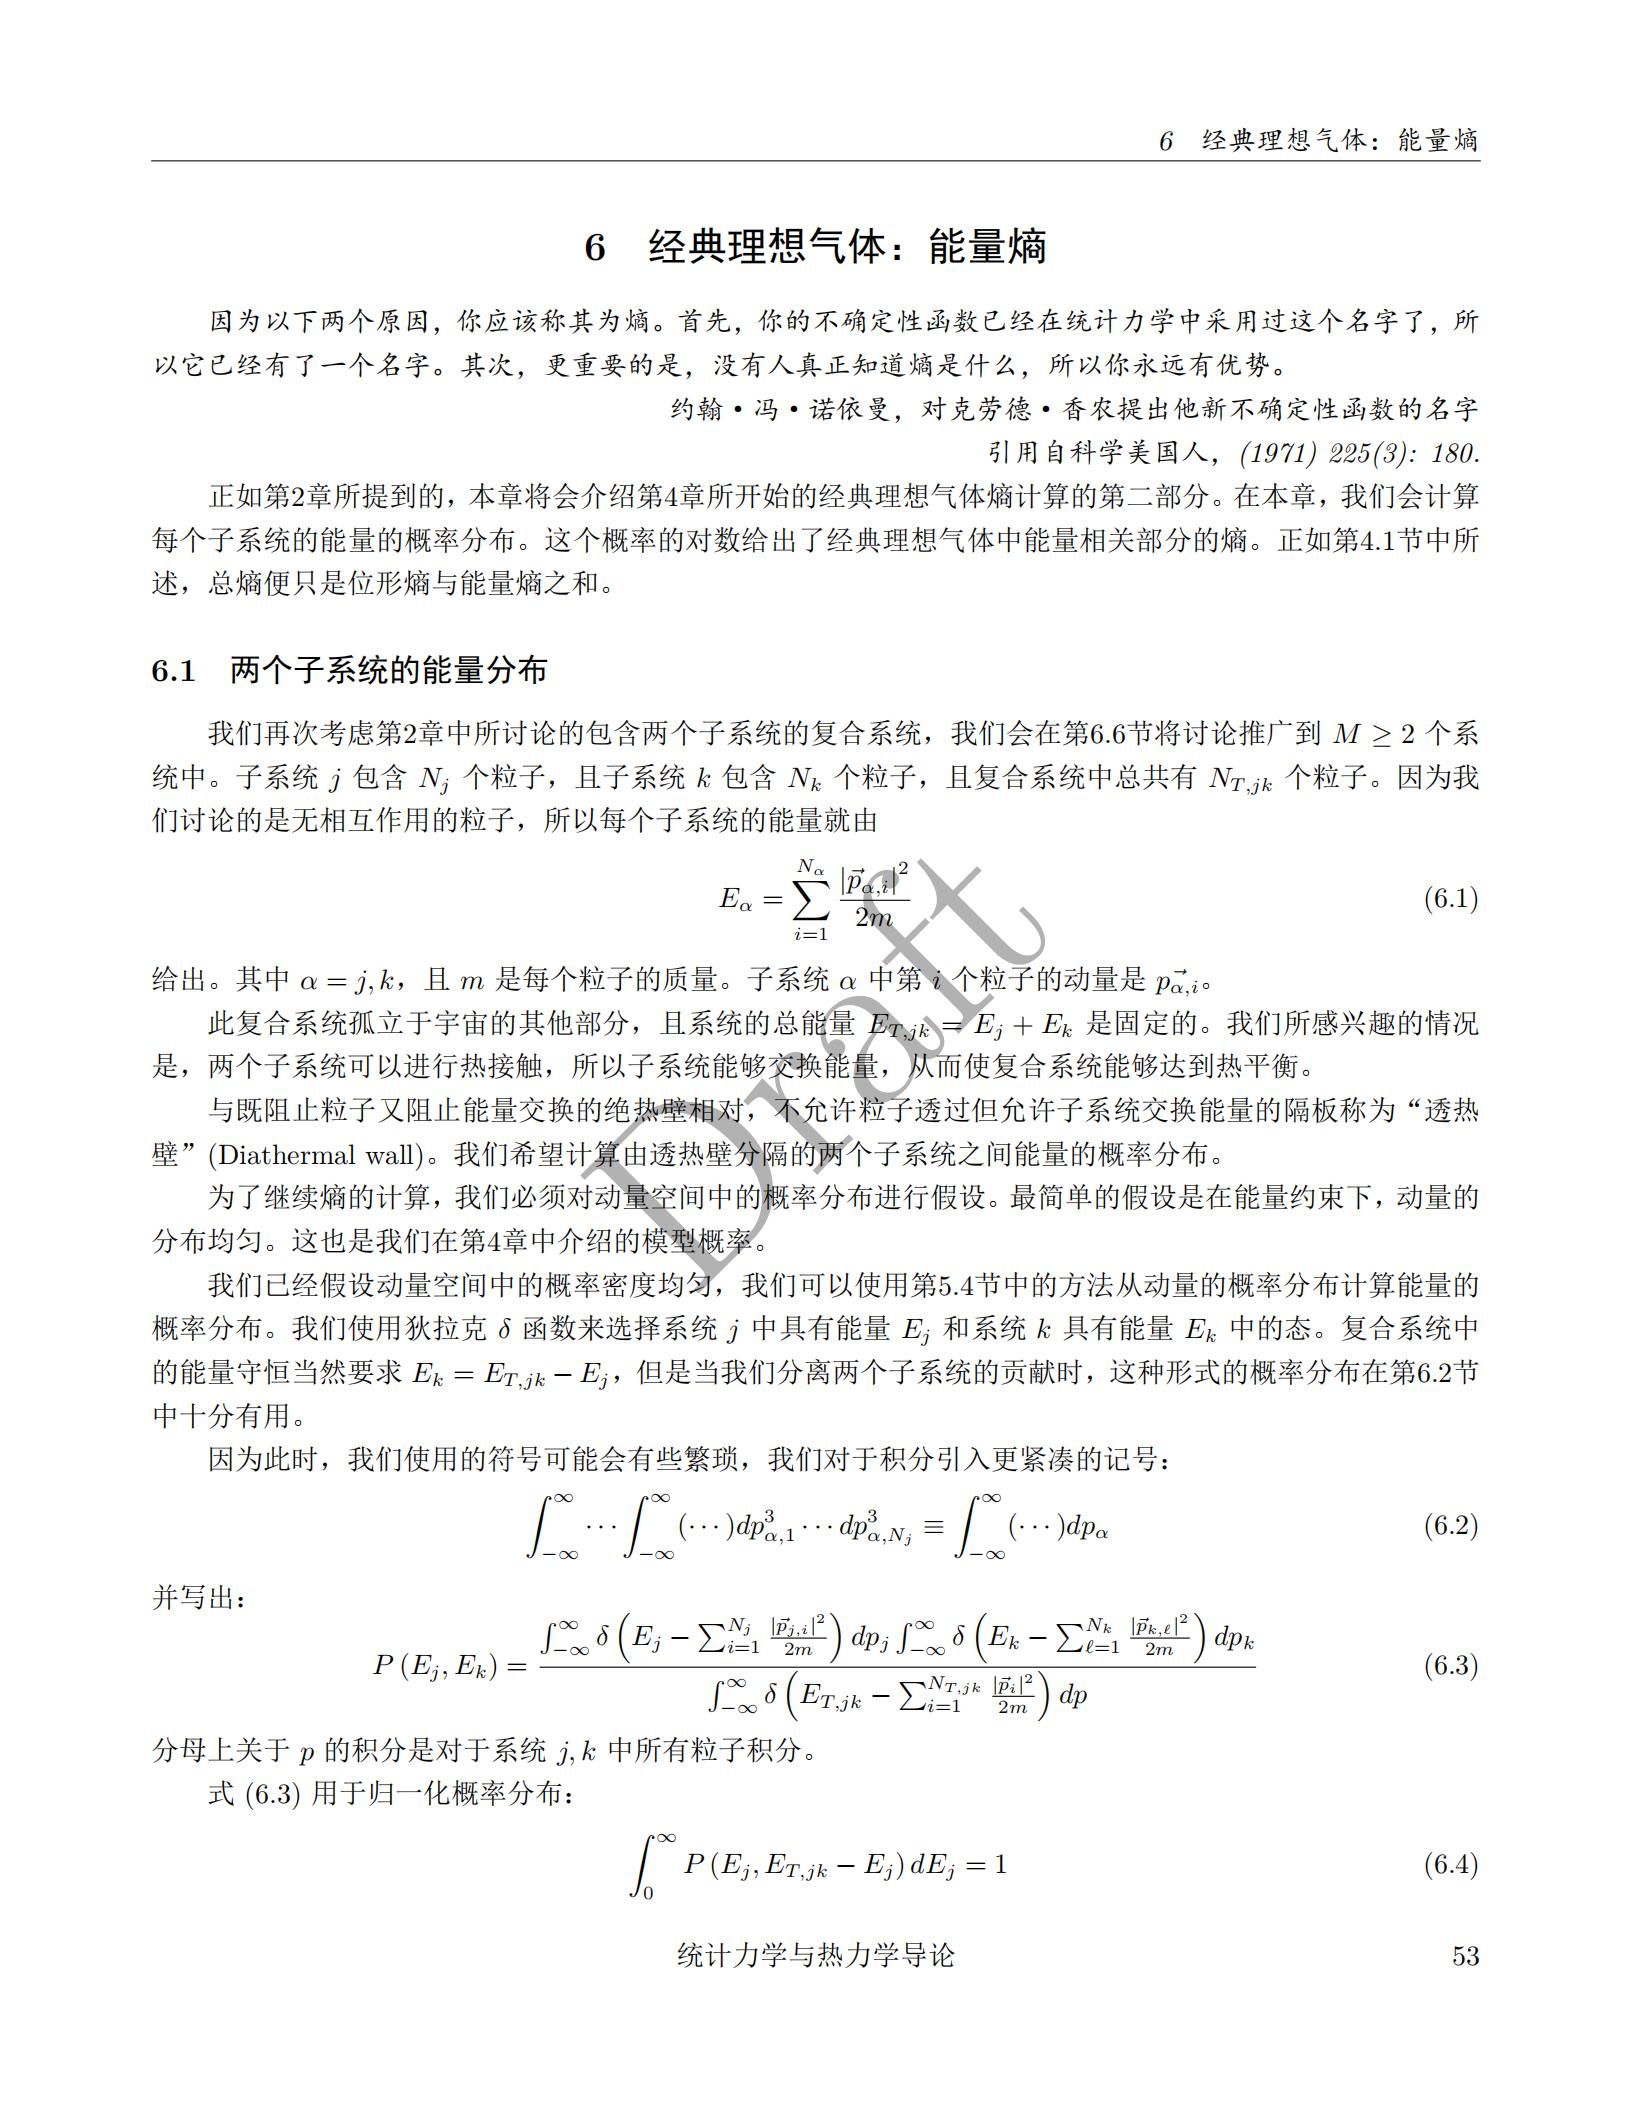 6 经典理想气体：能量熵
6 经典理想气体：能量熵
因为以下两个原因，你应该称其为熵。首先，你的不确定性函数已经在统计力学中采用过这个名字了，所
以它已经有了一个名字。其次，更重要的是，没有人真正知道熵是什么，所以你永远有优势。
约翰·冯·诺依曼，对克劳德·香农提出他新不确定性函数的名字
引用自科学美国人，(1971) 225(3): 180.
正如第2章所提到的，本章将会介绍第4章所开始的经典理想气体熵计算的第二部分。在本章，我们会计算
每个子系统的能量的概率分布。这个概率的对数给出了经典理想气体中能量相关部分的熵。正如第4.1节中所
述，总熵便只是位形熵与能量熵之和。
6.1 两个子系统的能量分布
我们再次考虑第2章中所讨论的包含两个子系统的复合系统，我们会在第6.6节将讨论推广到 M ≥ 2 个系
统中。子系统 j 包含 N_j 个粒子，且子系统 k 包含 N_k 个粒子，且复合系统中总共有 N_{T,jk} 个粒子。因为我
们讨论的是无相互作用的粒子，所以每个子系统的能量就由
E_α = \sum_{i=1}^{N_α} \frac{|\vec{p}_{α,i}|^2}{2m} (6.1)
给出。其中 α = j, k，且 m 是每个粒子的质量。子系统 α 中第 i 个粒子的动量是 \vec{p_{α,i}}。
此复合系统孤立于宇宙的其他部分，且系统的总能量 E_{T,jk} = E_j + E_k 是固定的。我们所感兴趣的情况
是，两个子系统可以进行热接触，所以子系统能够交换能量，从而使复合系统能够达到热平衡。
与既阻止粒子又阻止能量交换的绝热壁相对，不允许粒子透过但允许子系统交换能量的隔板称为“透热
壁”(Diathermal wall)。我们希望计算由透热壁分隔的两个子系统之间能量的概率分布。
为了继续熵的计算，我们必须对动量空间中的概率分布进行假设。最简单的假设是在能量约束下，动量的
分布均匀。这也是我们在第4章中介绍的模型概率。
我们已经假设动量空间中的概率密度均匀，我们可以使用第5.4节中的方法从动量的概率分布计算能量的
概率分布。我们使用狄拉克 δ 函数来选择系统 j 中具有能量 E_j 和系统 k 具有能量 E_k 中的态。复合系统中
的能量守恒当然要求 E_k = E_{T,jk} − E_j，但是当我们分离两个子系统的贡献时，这种形式的概率分布在第6.2节
中十分有用。
因为此时，我们使用的符号可能会有些繁琐，我们对于积分引入更紧凑的记号：
\int_{-∞}^{∞} ⋯ \int_{-∞}^{∞} (⋯)dp^3_{α,1} ⋯ dp^3_{α,N_j} ≡ \int_{-∞}^{∞} (⋯)dp_α (6.2)
并写出：
P (E_j, E_k) = \frac{\int_{-∞}^{∞} δ\left(E_j − \sum_{i=1}^{N_j} \frac{|\vec{p}_{j,i}|^2}{2m}\right) dp_j \int_{-∞}^{∞} δ\left(E_k − \sum_{ℓ=1}^{N_k} \frac{|\vec{p}_{k,ℓ}|^2}{2m}\right) dp_k}{\int_{-∞}^{∞} δ\left(E_{T,jk} − \sum_{i=1}^{N_{T,jk}} \frac{|\vec{p}_i|^2}{2m}\right) dp} (6.3)
分母上关于 p 的积分是对于系统 j, k 中所有粒子积分。
式 (6.3) 用于归一化概率分布：
\int_0^{∞} P (E_j, E_{T,jk} − E_j) dE_j = 1 (6.4)
统计力学与热力学导论 53
Draft